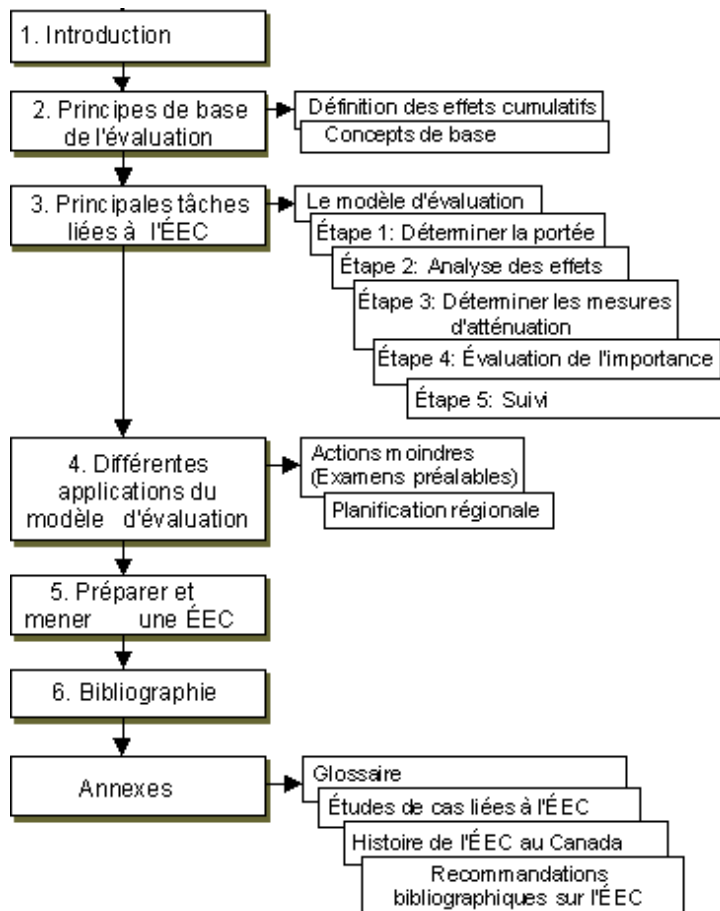 1. Introduction
2. Principes de base
de l'évaluation
Définition des effets cumulatifs
Concepts de base
3. Principales tâches
liées à l'ÉEC
Le modèle d'évaluation
Étape 1: Déterminer la portée
Étape 2: Analyse des effets
Étape 3: Déterminer les mesures
d'atténuation
Étape 4: Évaluation de l'importance
Étape 5: Suivi
4. Différentes
applications du
modèle d'évaluation
Actions moindres
(Examens préalables)
Planification régionale
5. Préparer et
mener une ÉEC
6. Bibliographie
Annexes
Glossaire
Études de cas liées à l'ÉEC
Histoire de l'ÉEC au Canada
Recommandations
bibliographiques sur l'ÉEC